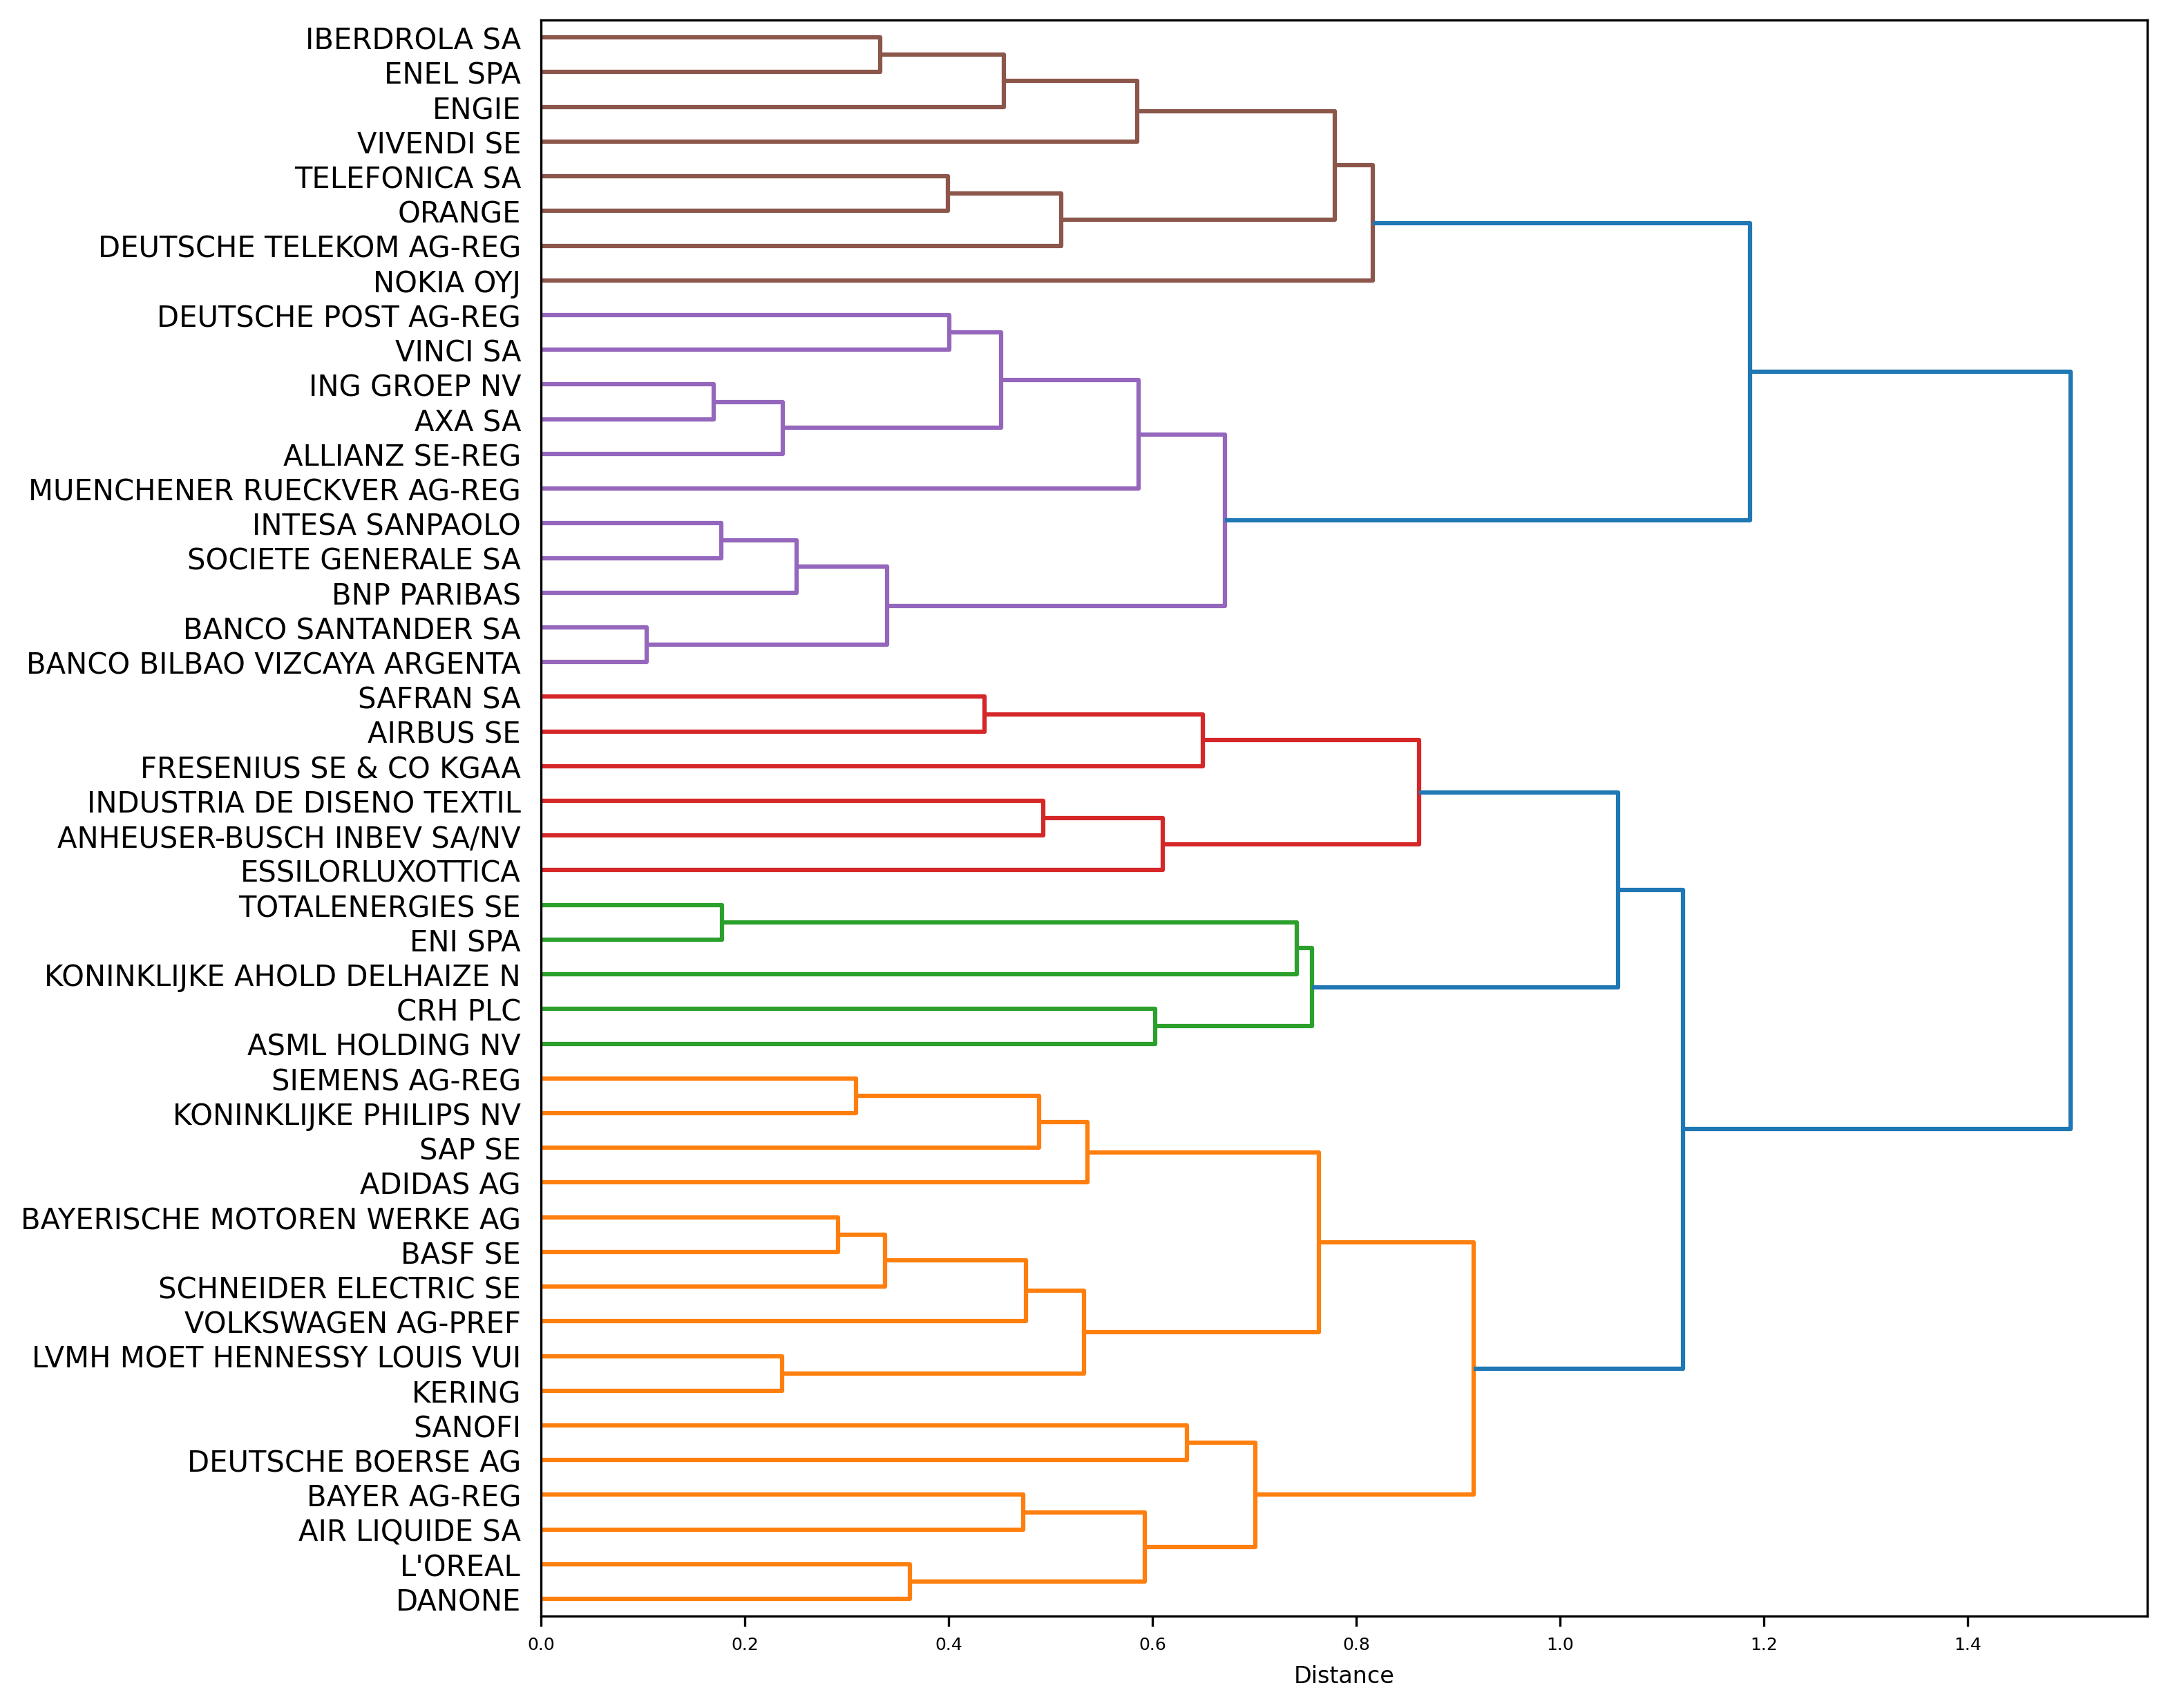 IBERDROLA SA
ENEL SPA
ENGIE
VIVENDI SE
TELEFONICA SA
ORANGE
DEUTSCHE TELEKOM AG-REG
NOKIA OYJ
DEUTSCHE POST AG-REG
VINCI SA
ING GROEP NV
AXA SA
ALLIANZ SE-REG
MUENCHENER RUECKVER AG-REG
INTESA SANPAOLO
SOCIETE GENERALE SA
BNP PARIBAS
BANCO SANTANDER SA
BANCO BILBAO VIZCAYA ARGENTA
SAFRAN SA
AIRBUS SE
FRESENIUS SE & CO KGAA
INDUSTRIA DE DISENO TEXTIL
ANHEUSER-BUSCH INBEV SA/NV
ESSILORLUXOTTICA
TOTALENERGIES SE
ENI SPA
KONINKLIJKE AHOLD DELHAIZE N
CRH PLC
ASML HOLDING NV
SIEMENS AG-REG
KONINKLIJKE PHILIPS NV
SAP SE
ADIDAS AG
BAYERISCHE MOTOREN WERKE AG
BASF SE
SCHNEIDER ELECTRIC SE
VOLKSWAGEN AG-PREF
LVMH MOET HENNESSY LOUIS VUI
KERING
SANOFI
DEUTSCHE BOERSE AG
BAYER AG-REG
AIR LIQUIDE SA
L'OREAL
DANONE
0.0 0.2 0.4 0.6 0.8 1.0 1.2 1.4
Distance